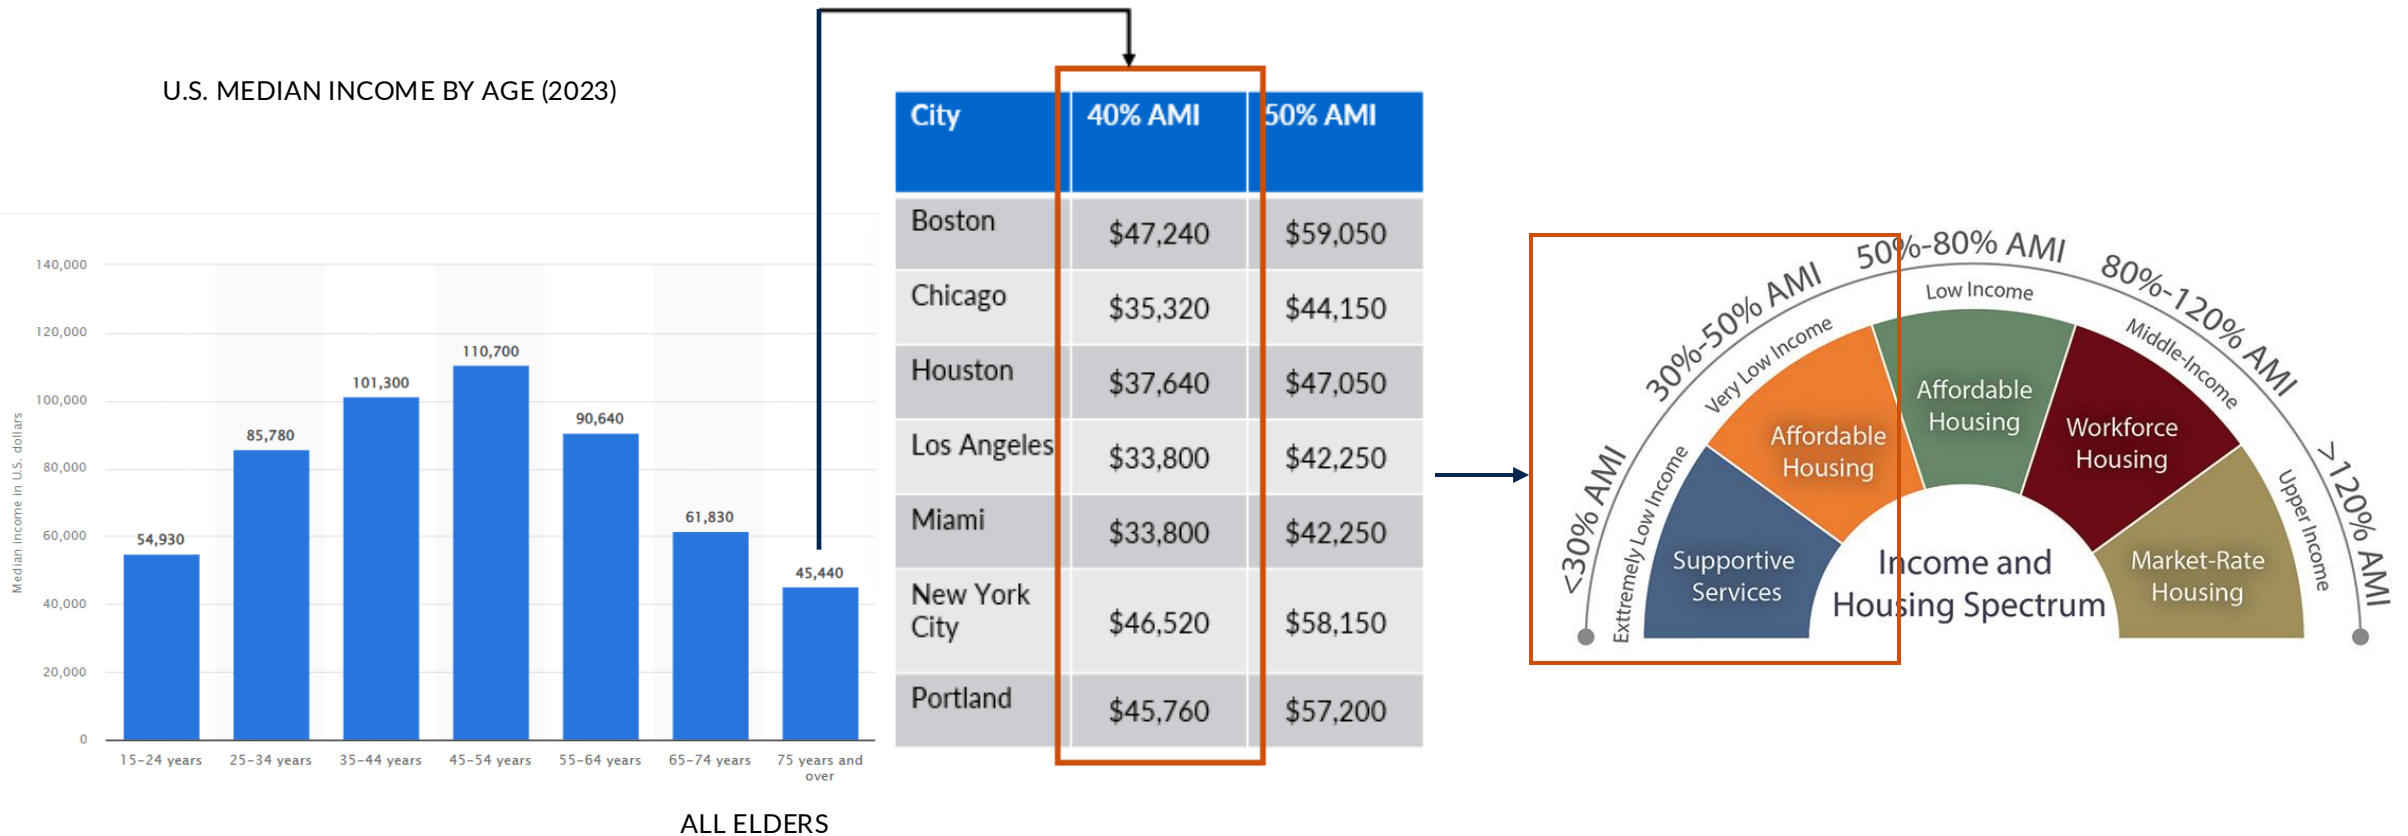 U.S. MEDIAN INCOME BY AGE (2023)
Median income in U.S. dollars
140,000
120,000
100,000
80,000
60,000
40,000
20,000
0
54,930
85,780
101,300
110,700
90,640
61,830
45,440
15-24 years
25-34 years
35-44 years
45-54 years
55-64 years
65-74 years
75 years and
over
ALL ELDERS
City 40% AMI 50% AMI
Boston $47,240 $59,050
Chicago $35,320 $44,150
Houston $37,640 $47,050
Los Angeles $33,800 $42,250
Miami $33,800 $42,250
New York
City $46,520 $58,150
Portland $45,760 $57,200
<30% AMI
30%-50% AMI
50%-80% AMI
80%-120% AMI
>120% AMI
Extremely Low Income
Very Low Income
Low Income
Middle-Income
Upper Income
Supportive
Services
Affordable
Housing
Affordable
Housing
Workforce
Housing
Market-Rate
Housing
Income and
Housing Spectrum